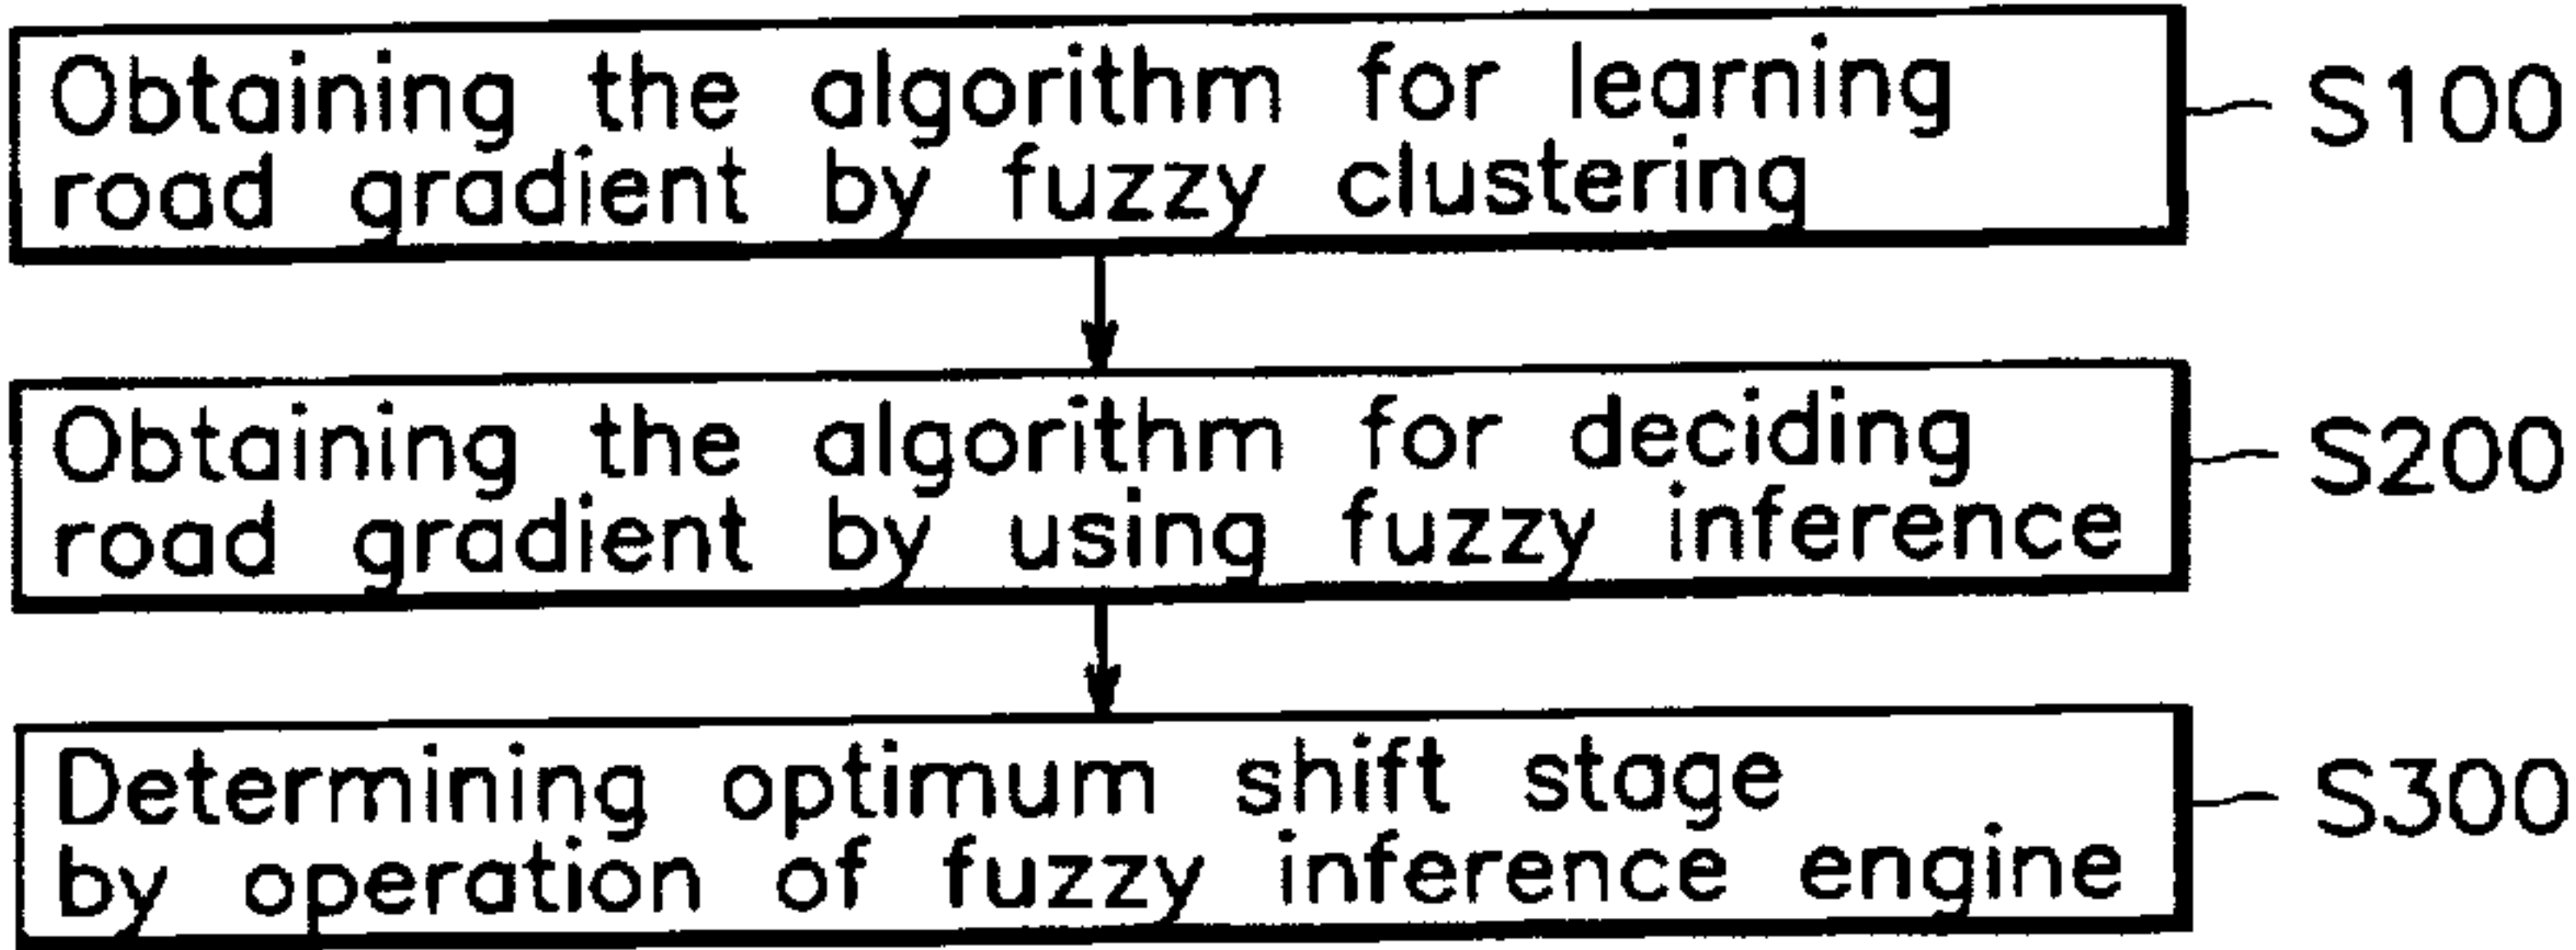 Obtaining the algorithm for learning
road gradient by fuzzy clustering
S100
Obtaining the algorithm for deciding
road gradient by using fuzzy inference
S200
Determining optimum shift stage
by operation of fuzzy inference engine
S300